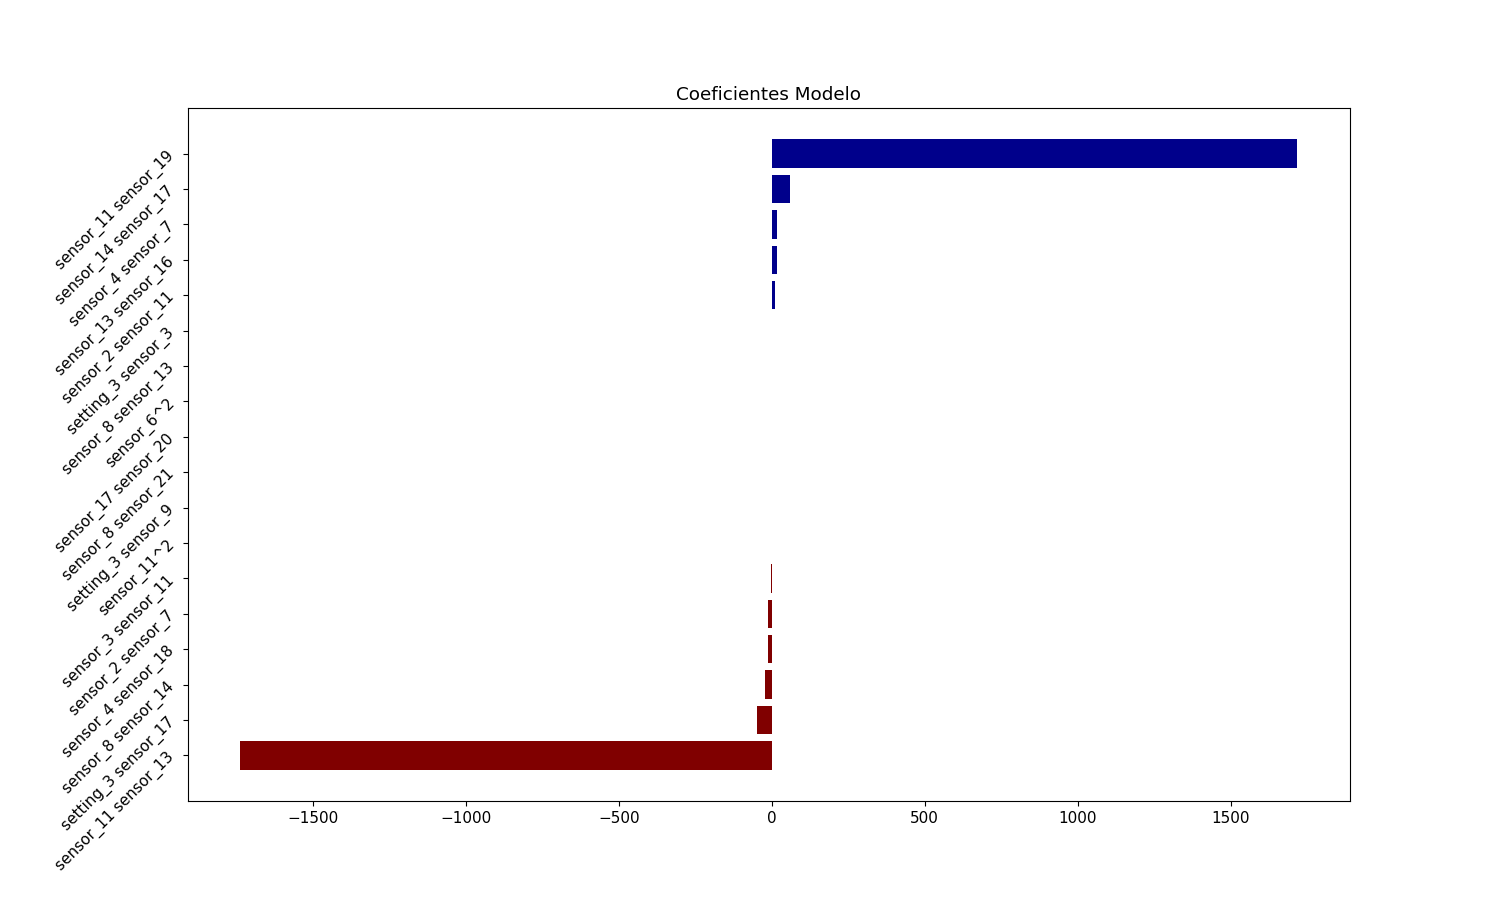 Coeficientes Modelo
sensor_11 sensor_19
sensor_14 sensor_17
sensor_4 sensor_7
sensor_13 sensor_16
sensor_2 sensor_11
setting_3 sensor_3
sensor_8 sensor_13
sensor_6^2
sensor_17 sensor_20
sensor_8 sensor_21
setting_3 sensor_9
sensor_11^2
sensor_3 sensor_11
sensor_2 sensor_7
sensor_4 sensor_18
sensor_8 sensor_14
setting_3 sensor_17
sensor_11 sensor_13
−1500 −1000 −500 0 500 1000 1500